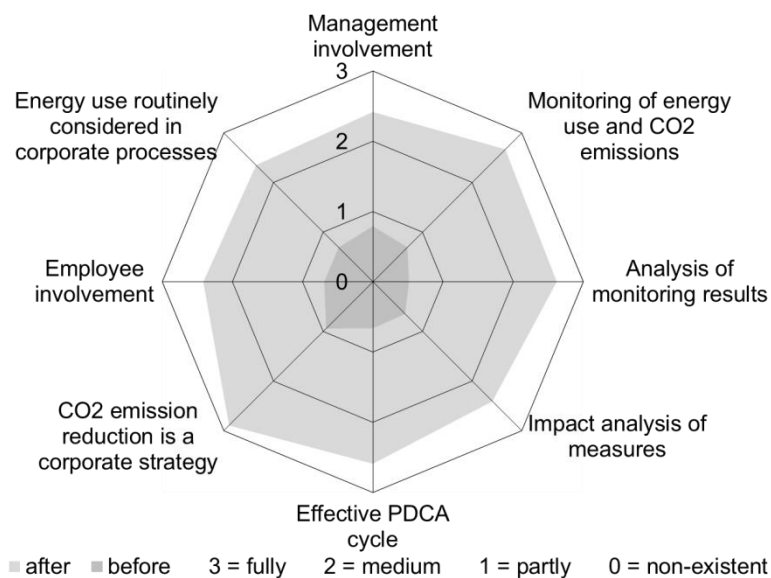 Management
involvement
3
Energy use routinely
considered in
corporate processes
Monitoring of energy
use and CO2
emissions
2
1
Employee
involvement
0
Analysis of
monitoring results
CO2 emission
reduction is a
corporate strategy
Impact analysis of
measures
Effective PDCA
cycle
after before 3 = fully 2 = medium 1 = partly 0 = non-existent